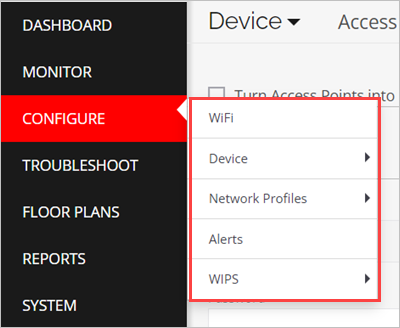 DASHBOARD
MONITOR
CONFIGURE
TROUBLESHOOT
FLOOR PLANS
REPORTS
SYSTEM
Device
Access
Turn Access Points into
WiFi
Device
Network Profiles
Alerts
WIPS